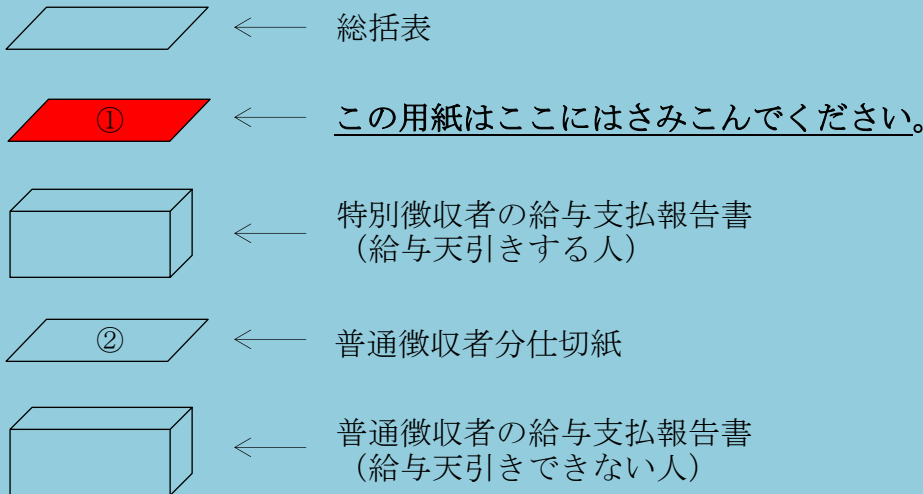 総括表
①
この用紙はここにはさみこんでください。
特別徴収者の給与支払報告書
（給与天引きする人）
②
普通徴収者分仕切紙
普通徴収者の給与支払報告書
（給与天引きできない人）